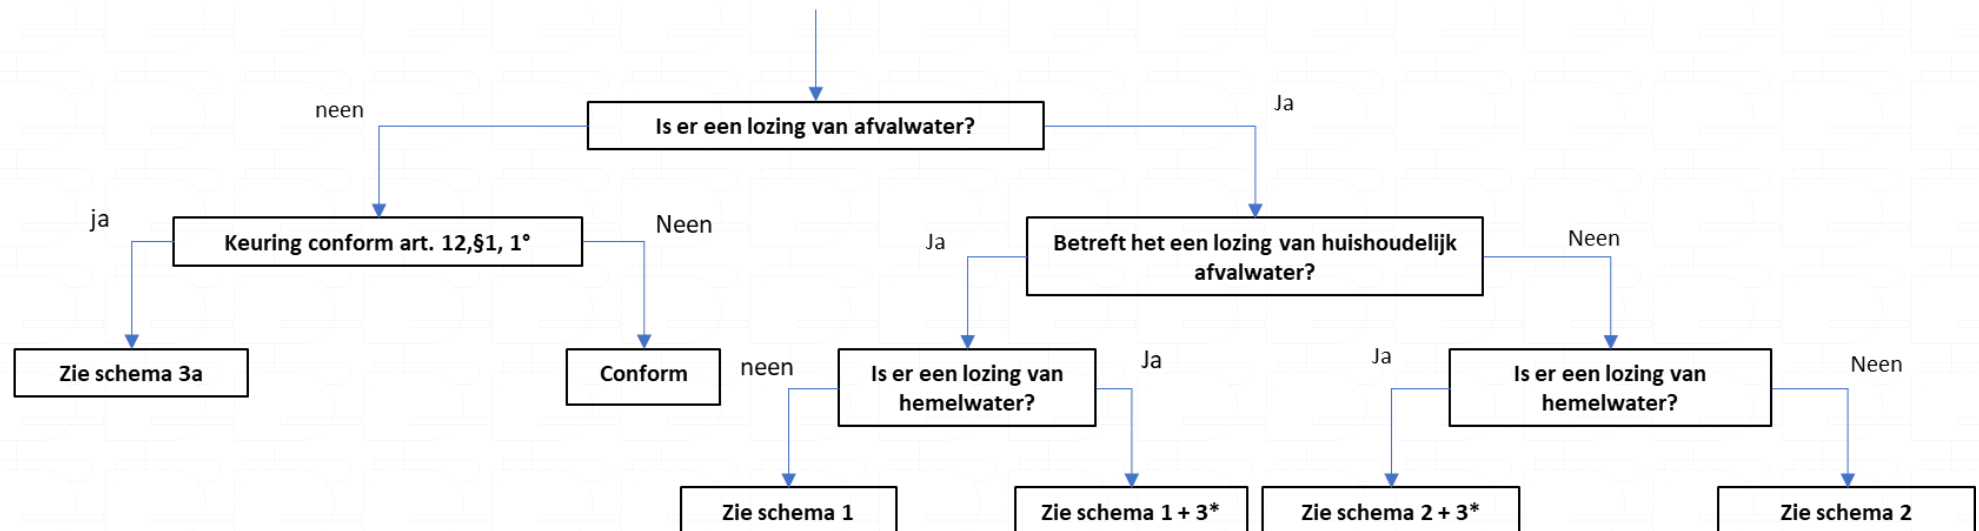 neen
Ja
Is er een lozing van afvalwater?
ja
Neen
Keuring conform art. 12,§1, 1°
Ja
Neen
Betreft het een lozing van huishoudelijk
afvalwater?
Zie schema 3a
Conform
neen
Ja
Is er een lozing van
hemelwater?
Ja
Neen
Is er een lozing van
hemelwater?
Zie schema 1
Zie schema 1 + 3*
Zie schema 2 + 3*
Zie schema 2